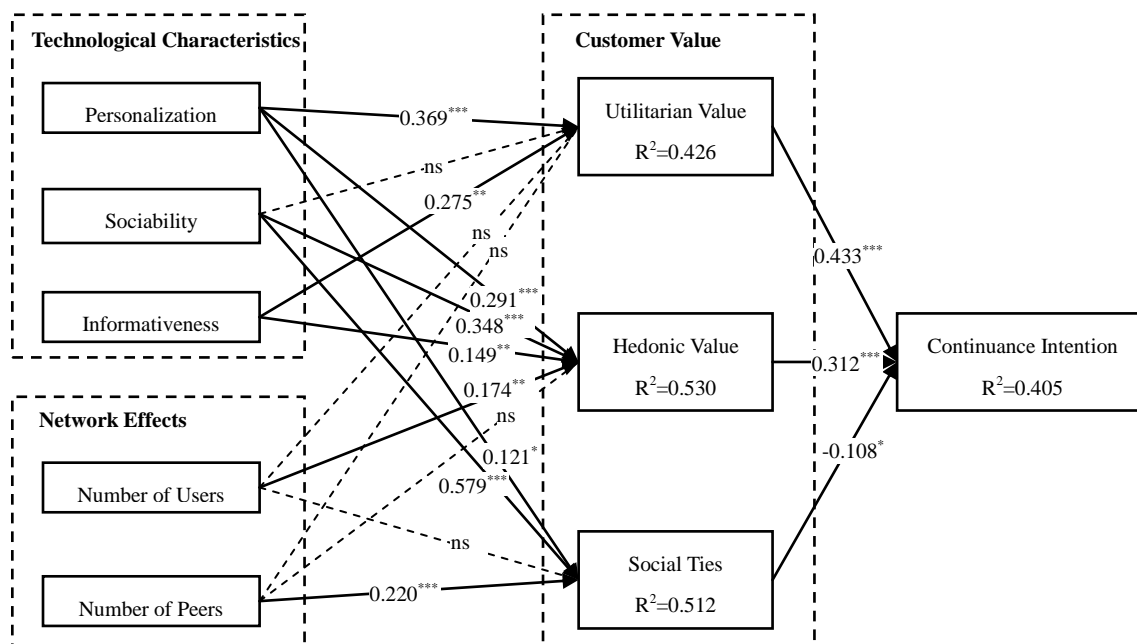 Technological Characteristics
Personalization
Sociability
Informativeness
Network Effects
Number of Users
Number of Peers
0.369***
ns
0.275**
ns
ns
0.291***
0.348***
0.149**
0.174**
ns
0.121*
0.579***
ns
0.220***
Customer Value
Utilitarian Value
R²=0.426
Hedonic Value
R²=0.530
Social Ties
R²=0.512
0.433***
0.312***
-0.108*
Continuance Intention
R²=0.405